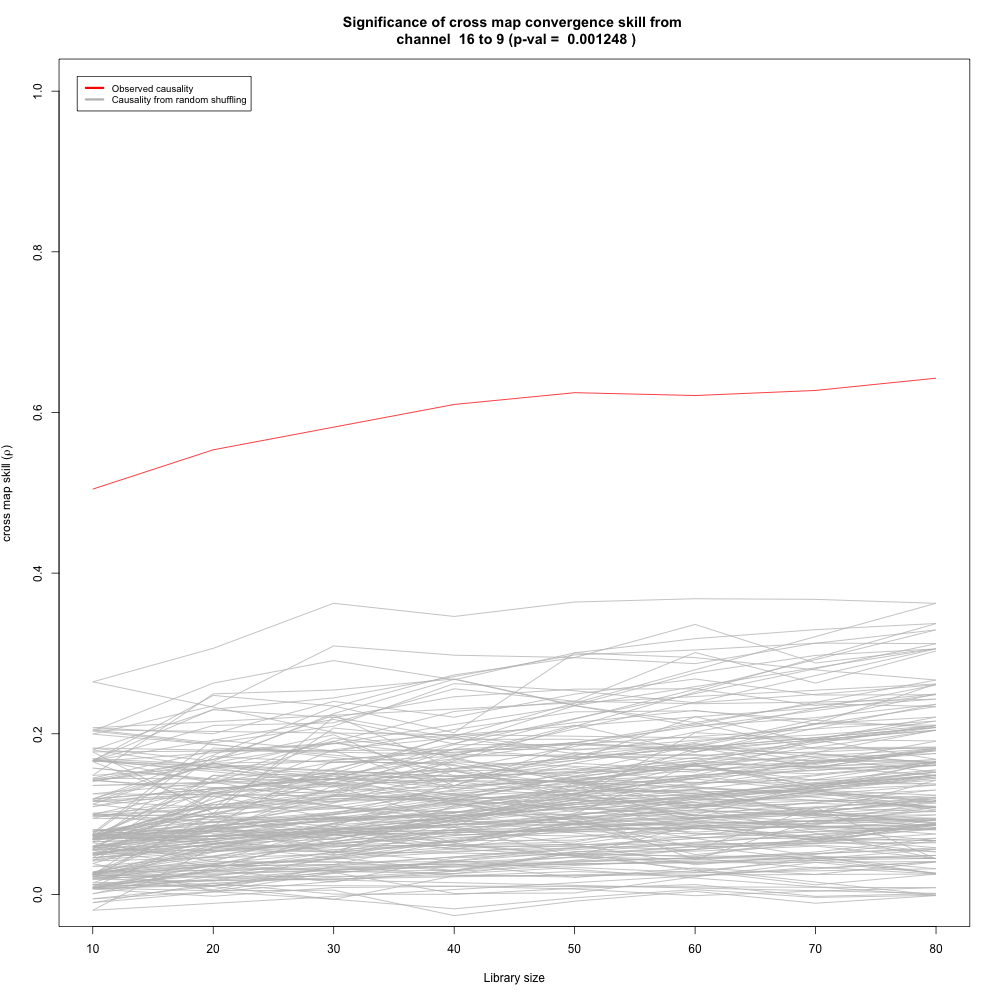 Significance of cross map convergence skill from
channel  16 to 9 (p-val =  0.001248 )
Observed causality
Causality from random shuffling
cross map skill (ρ)
1.0
0.8
0.6
0.4
0.2
0.0
10 20 30 40 50 60 70 80
Library size